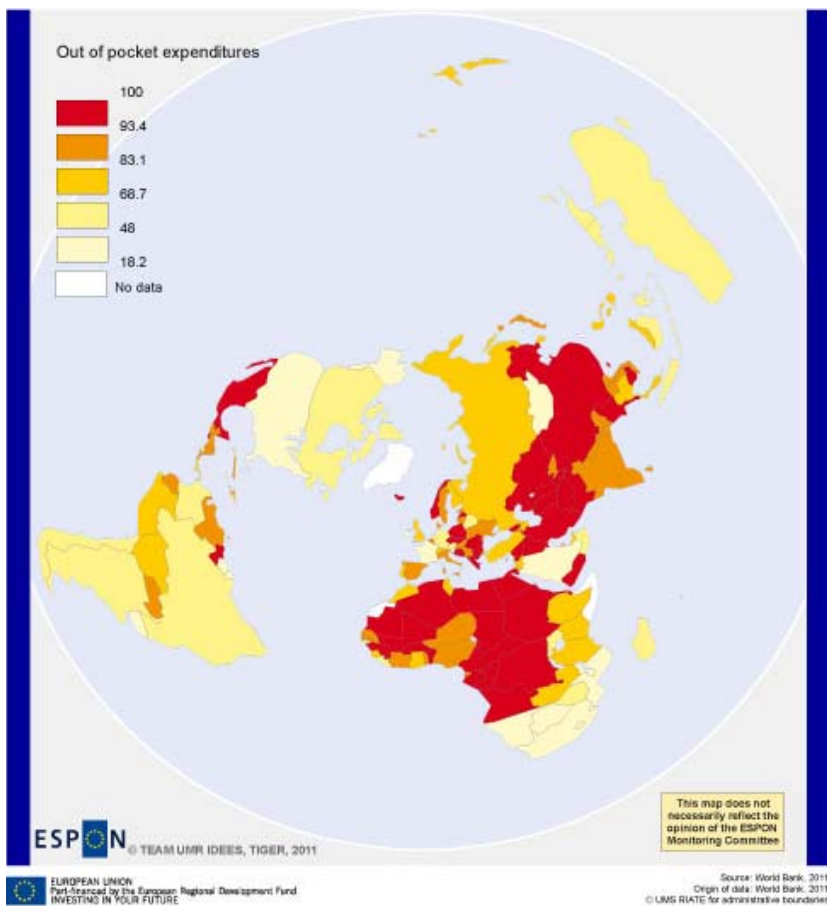 Out of pocket expenditures
100
93.4
83.1
68.7
48
18.2
No data
This map does not
necessarily reflect the
opinion of the ESPON
Monitoring Committee
ESPON © TEAM UMR IDEES, TIGER, 2011
EUROPEAN UNION
Part-financed by the European Regional Development Fund
INVESTING IN YOUR FUTURE
Source: World Bank, 2011
Origin of data: World Bank, 2011
© UMS RIATE for administrative boundaries